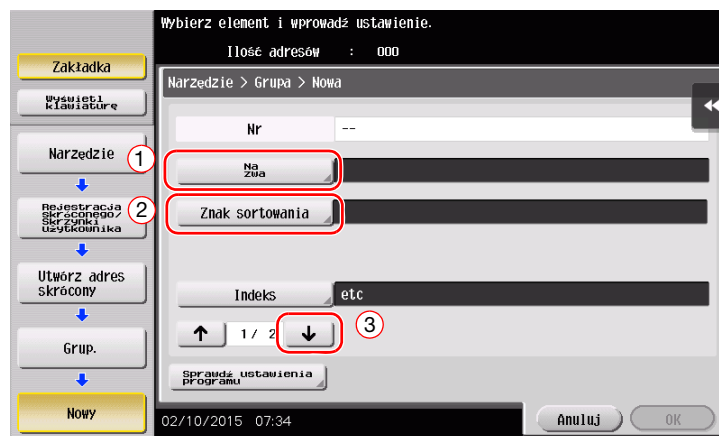 Wybierz element i wprowadź ustawienie.
Ilość adresów : 000
Zakładka
Wyświetl
klawiaturę
Narzędzie > Grupa > Nowa
Nr --
Narzędzie
1
Na
zwa
Rejestracja
skróconego/
Skrzynki
użytkownika
2
Znak sortowania
Utwórz adres
skrócony
Indeks etc
↑ 1/ 2 ↓
3
Grup.
Sprawdź ustawienia
programu
Nowy
02/10/2015 07:34
Anuluj
OK